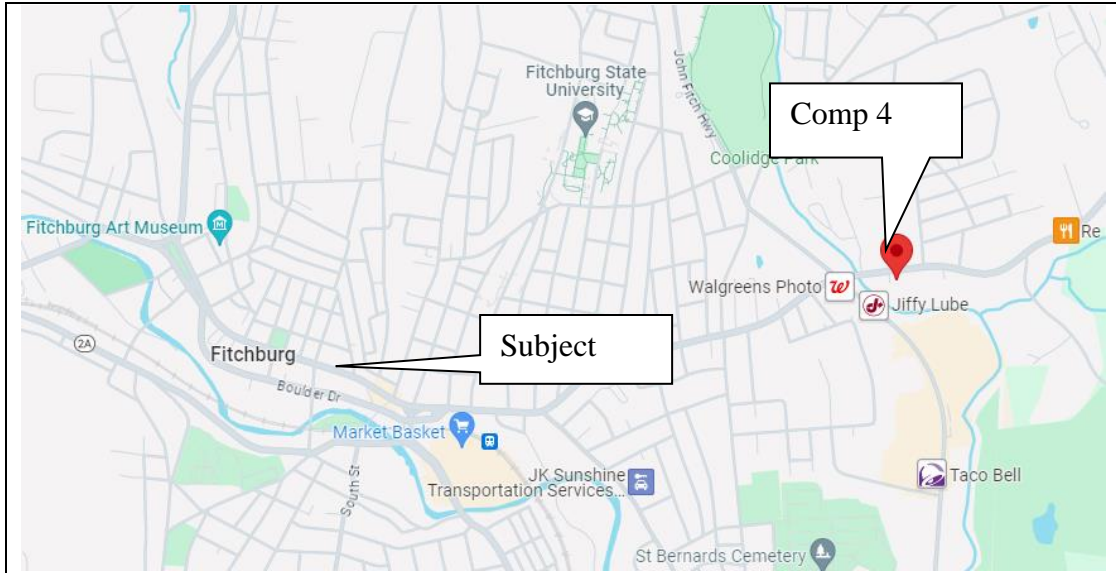 Fitchburg State
University
John Fitch Hwy
Comp 4
Coolidge Park
Fitchburg Art Museum
Re
Walgreens Photo
Jiffy Lube
2A
Fitchburg
Subject
Boulder Dr
Market Basket
South St
JK Sunshine
Transportation Services...
Taco Bell
St Bernards Cemetery